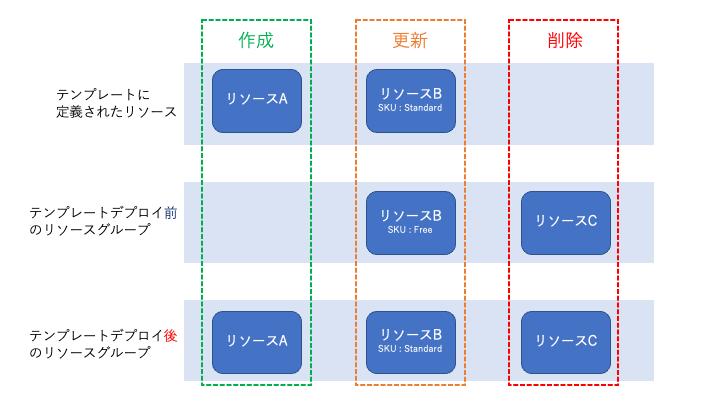 作成
更新
削除
テンプレートに
定義されたリソース
リソースA
リソースB
SKU : Standard
テンプレートデプロイ前
のリソースグループ
リソースB
SKU : Free
リソースC
テンプレートデプロイ後
のリソースグループ
リソースA
リソースB
SKU : Standard
リソースC